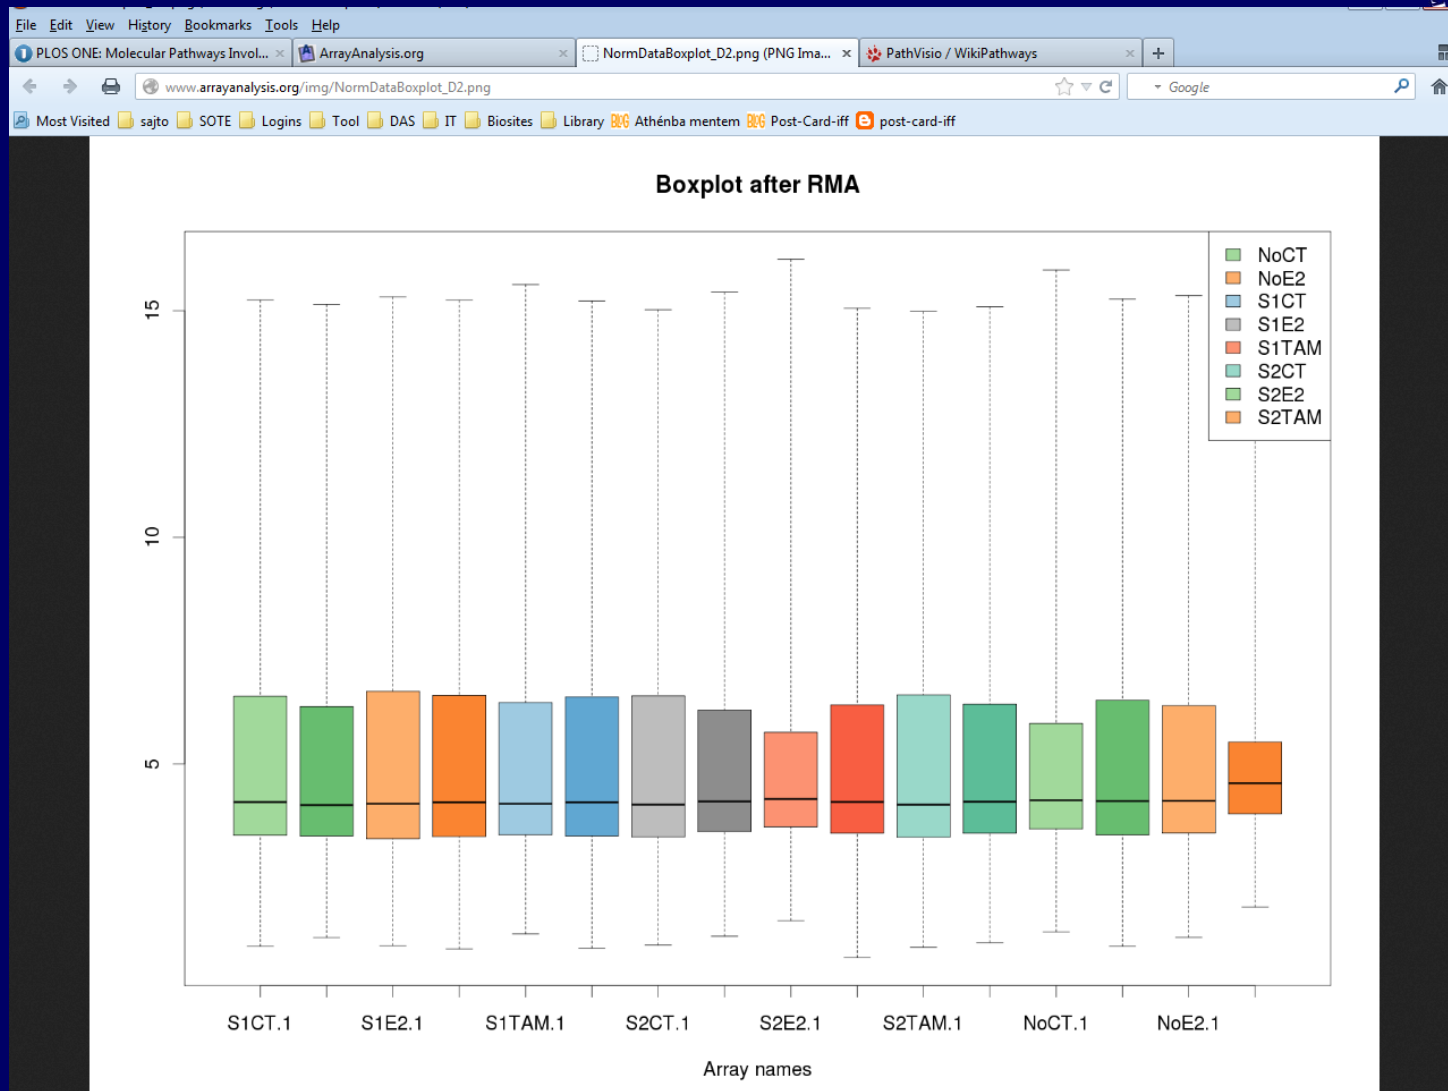 File Edit View History Bookmarks Tools Help
PLOS ONE: Molecular Pathways Invol... × ArrayAnalysis.org × NormDataBoxplot_D2.png (PNG Ima... × PathVisio / WikiPathways × +
www.arrayanalysis.org/img/NormDataBoxplot_D2.png Google
Most Visited sajto SOTE Logins Tool DAS IT Biosites Library BLOG Athénba mentem BLOG Post-Card-iff post-card-iff
Boxplot after RMA
NoCT
NoE2
S1CT
S1E2
S1TAM
S2CT
S2E2
S2TAM
15
10
5
S1CT.1 S1E2.1 S1TAM.1 S2CT.1 S2E2.1 S2TAM.1 NoCT.1 NoE2.1
Array names